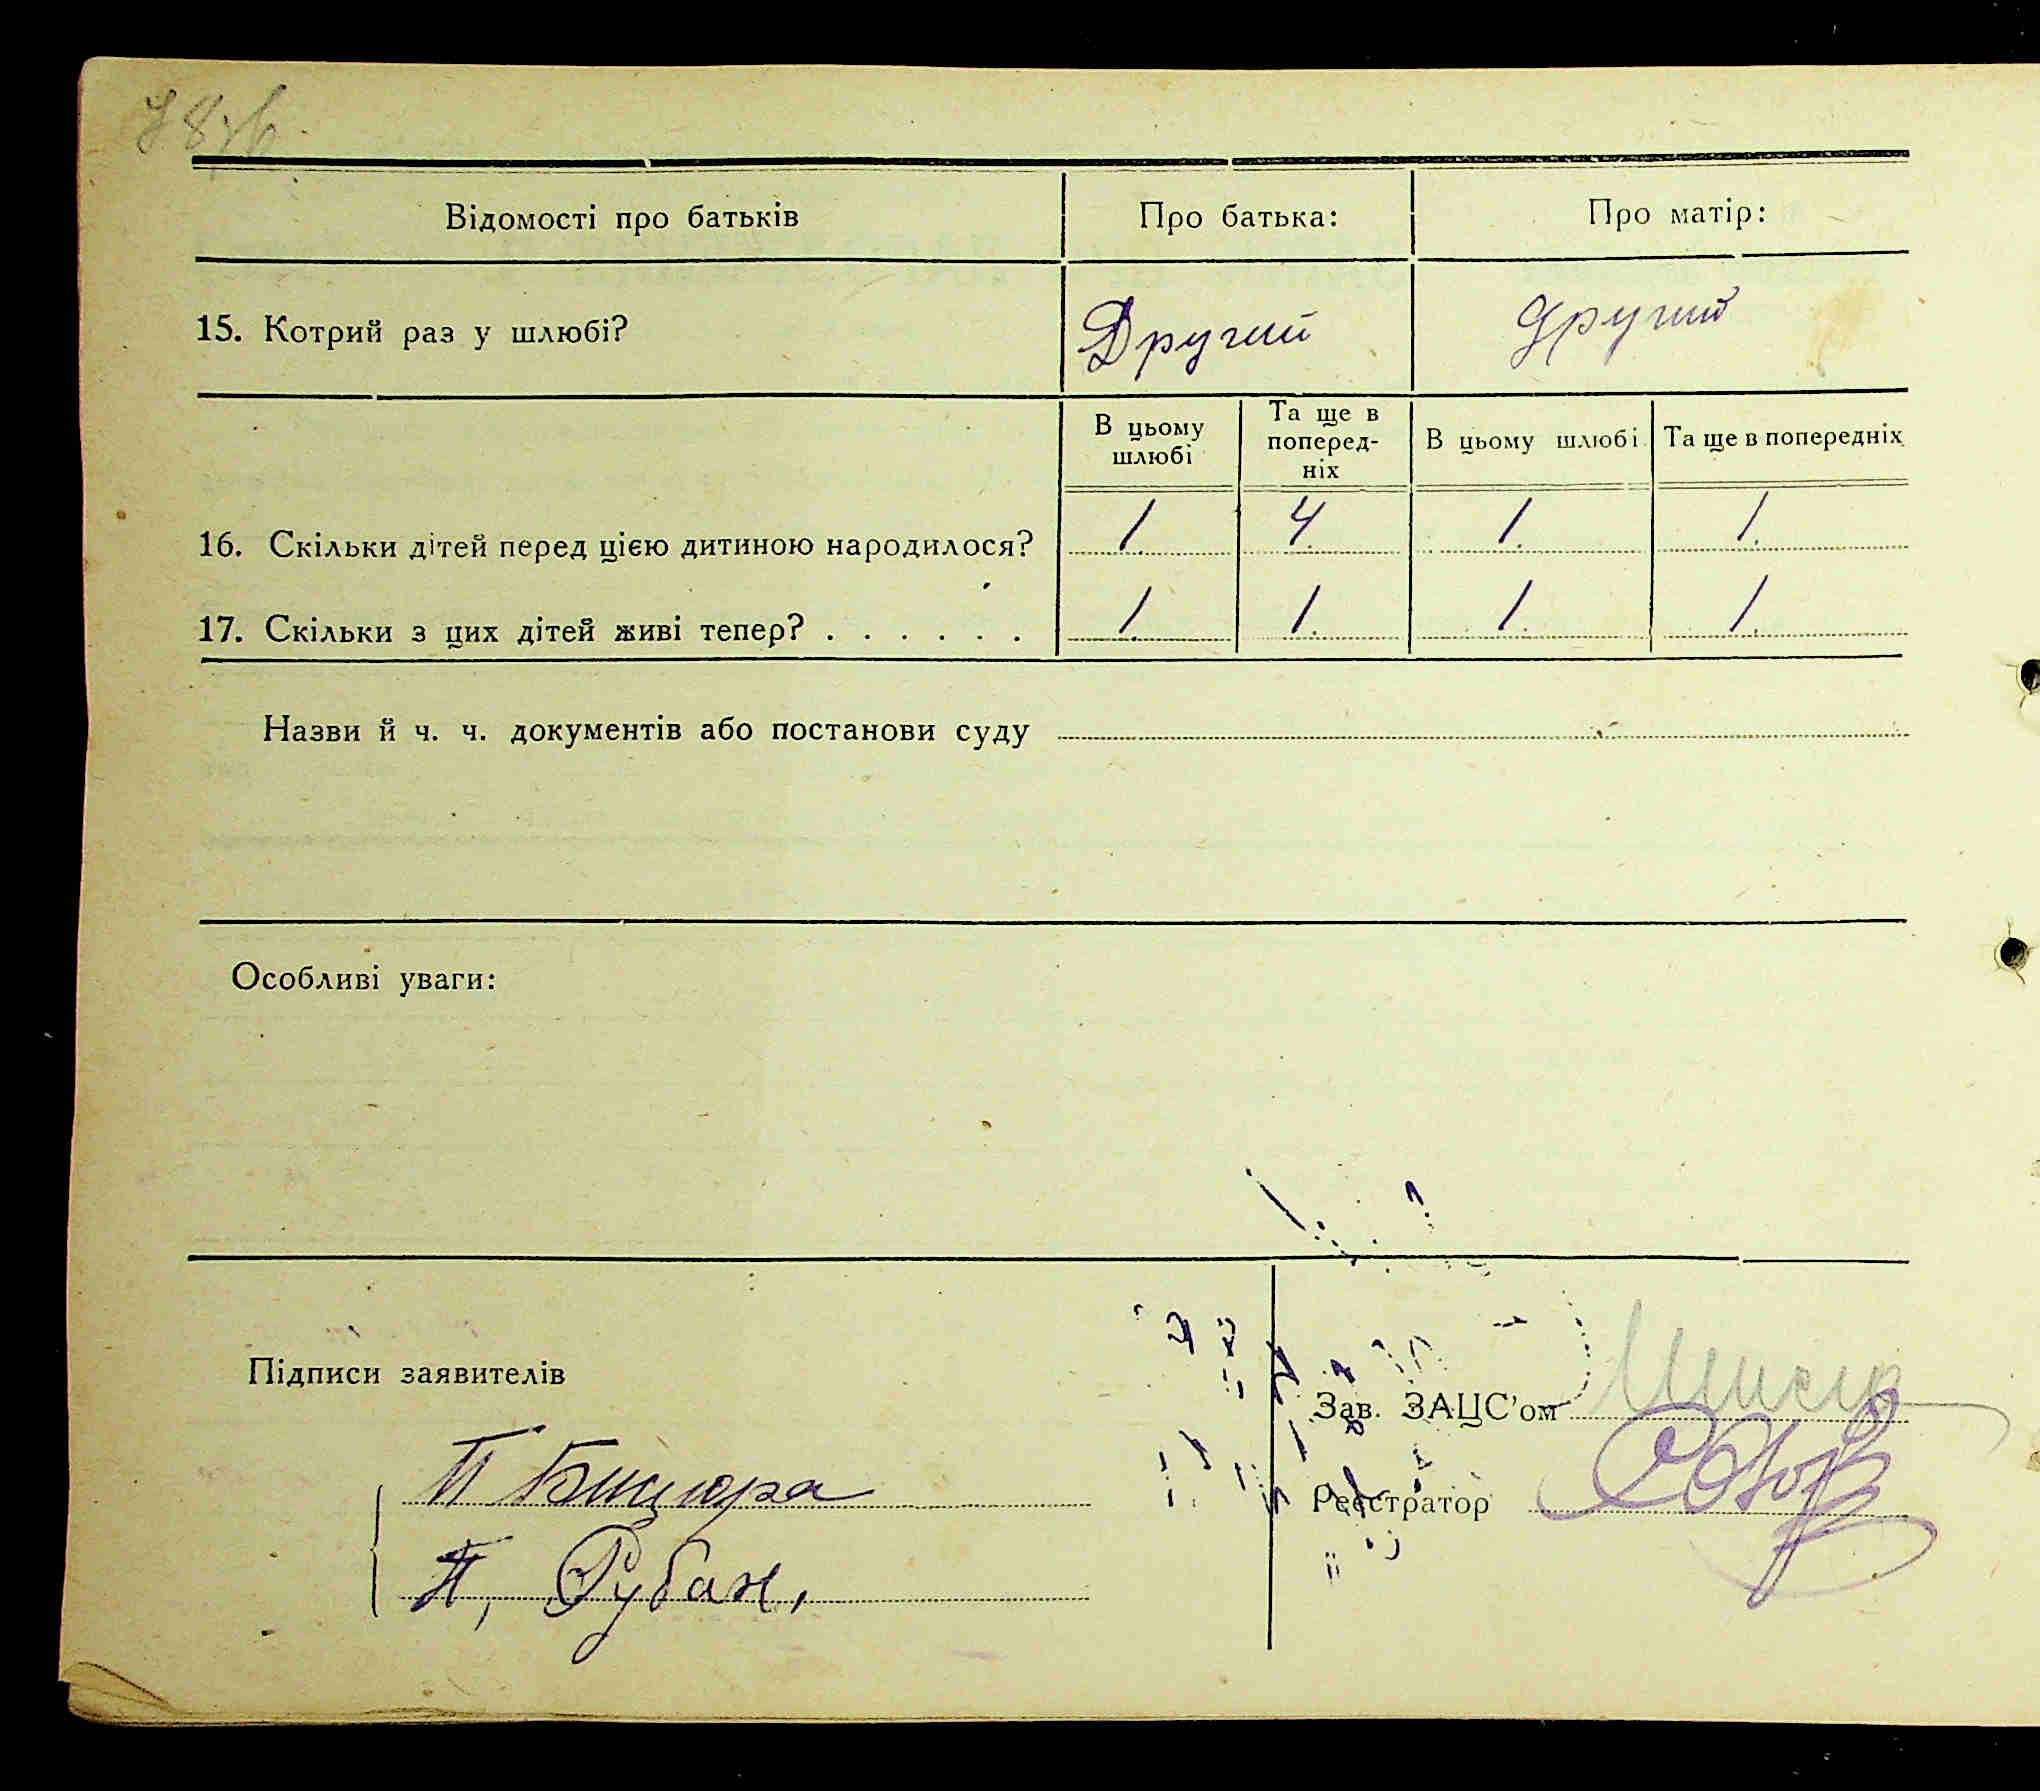 Відомості про батьків Про батька: Про матір:
15. Котрий раз у шлюбі? Другий другий
В цьому шлюбі Та ще в поперед-ніх В цьому шлюбі Та ще в попередніх
16. Скільки дітей перед цією дитиною народилося? 1. 4. 1. 1.
17. Скільки з цих дітей живі тепер? . . . . . . 1. 1. 1. 1.
Назви й ч. ч. документів або постанови суду
Особливі уваги:
Підписи заявителів
Зав. ЗАЦС'ом
П Бицюра
Реєстратор
П, Рубан,